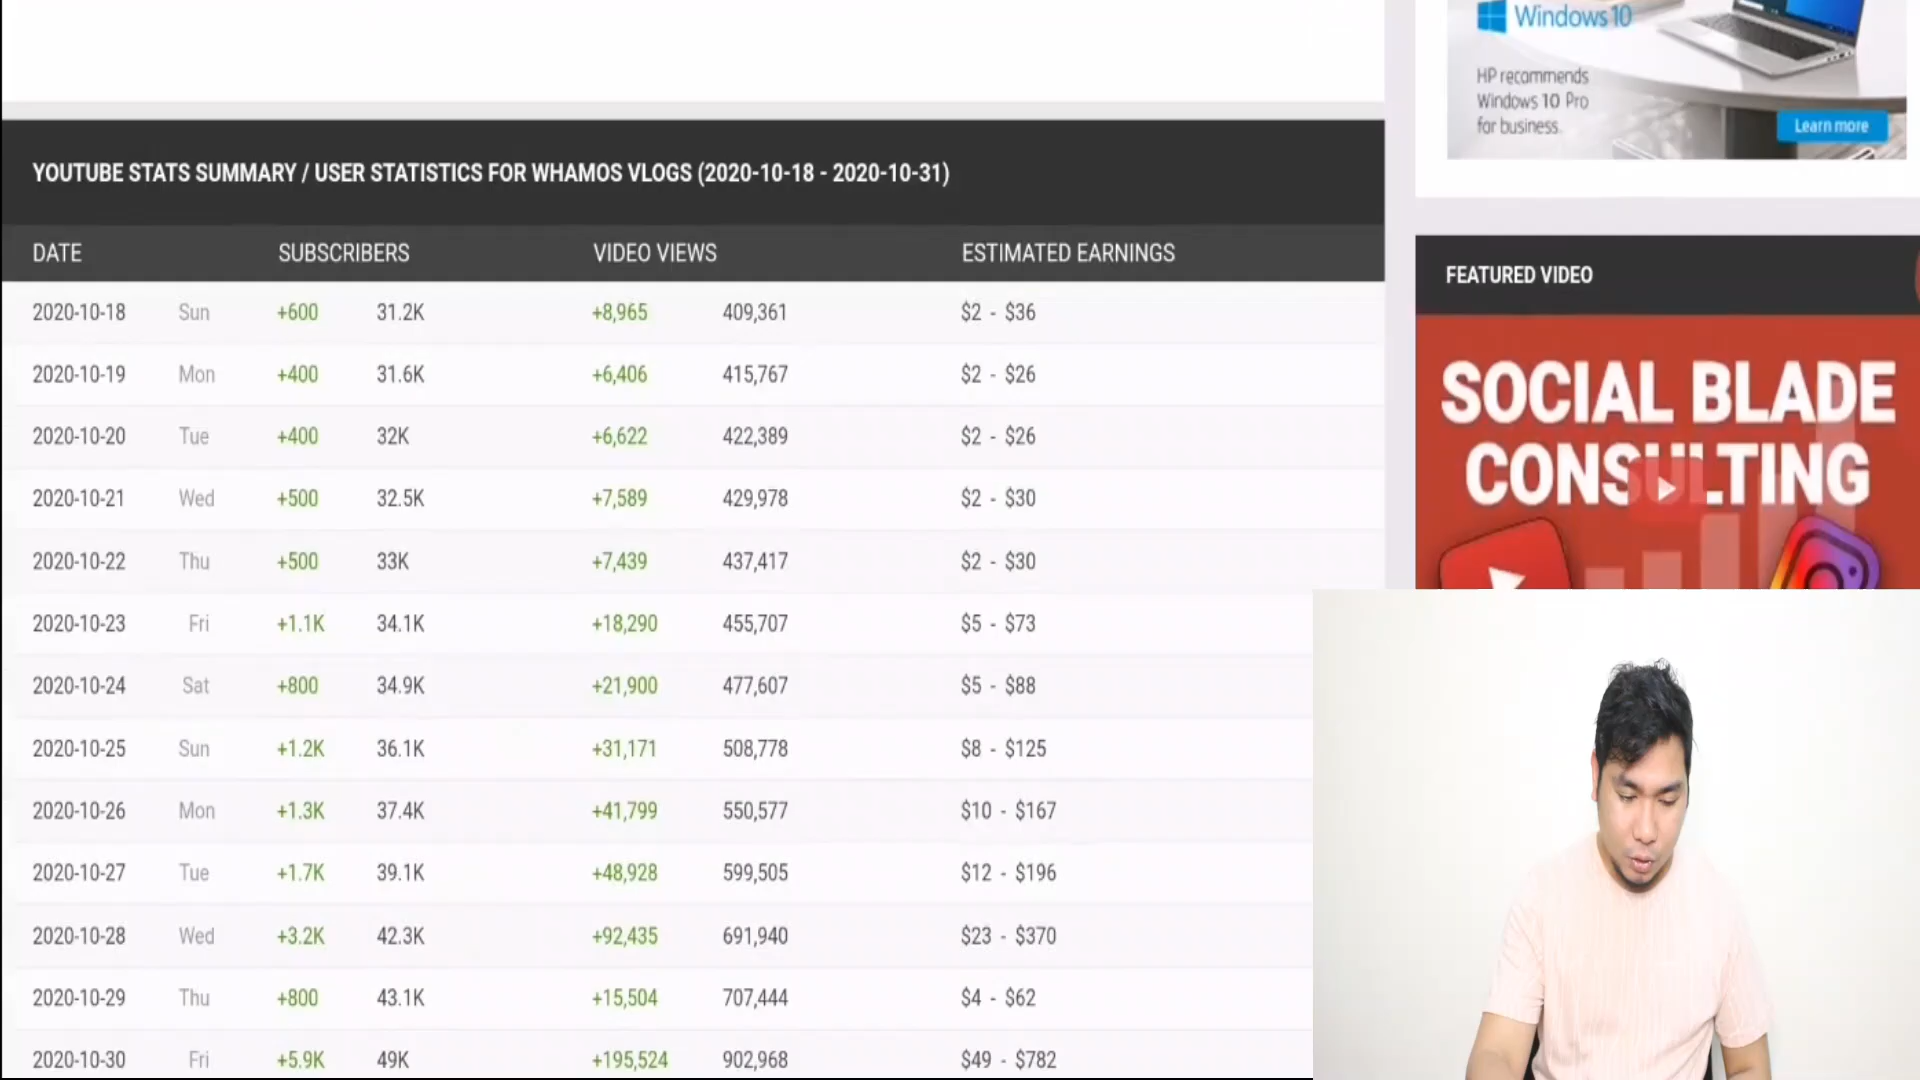 Windows 10
HP recommends
Windows 10 Pro
for business.
Learn more
YOUTUBE STATS SUMMARY / USER STATISTICS FOR WHAMOS VLOGS (2020-10-18 - 2020-10-31)
DATE SUBSCRIBERS VIDEO VIEWS ESTIMATED EARNINGS
2020-10-18 Sun +600 31.2K +8,965 409,361 $2 - $36
2020-10-19 Mon +400 31.6K +6,406 415,767 $2 - $26
2020-10-20 Tue +400 32K +6,622 422,389 $2 - $26
2020-10-21 Wed +500 32.5K +7,589 429,978 $2 - $30
2020-10-22 Thu +500 33K +7,439 437,417 $2 - $30
2020-10-23 Fri +1.1K 34.1K +18,290 455,707 $5 - $73
2020-10-24 Sat +800 34.9K +21,900 477,607 $5 - $88
2020-10-25 Sun +1.2K 36.1K +31,171 508,778 $8 - $125
2020-10-26 Mon +1.3K 37.4K +41,799 550,577 $10 - $167
2020-10-27 Tue +1.7K 39.1K +48,928 599,505 $12 - $196
2020-10-28 Wed +3.2K 42.3K +92,435 691,940 $23 - $370
2020-10-29 Thu +800 43.1K +15,504 707,444 $4 - $62
2020-10-30 Fri +5.9K 49K +195,524 902,968 $49 - $782
FEATURED VIDEO
SOCIAL BLADE
CONSULTING